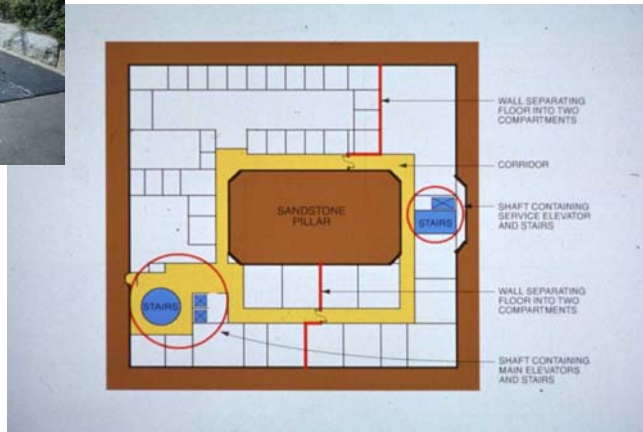 WALL SEPARATING
FLOOR INTO TWO
COMPARTMENTS
CORRIDOR
SANDSTONE
PILLAR
SHAFT CONTAINING
SERVICE ELEVATOR
AND STAIRS
STAIRS
WALL SEPARATING
FLOOR INTO TWO
COMPARTMENTS
STAIRS
SHAFT CONTAINING
MAIN ELEVATORS
AND STAIRS